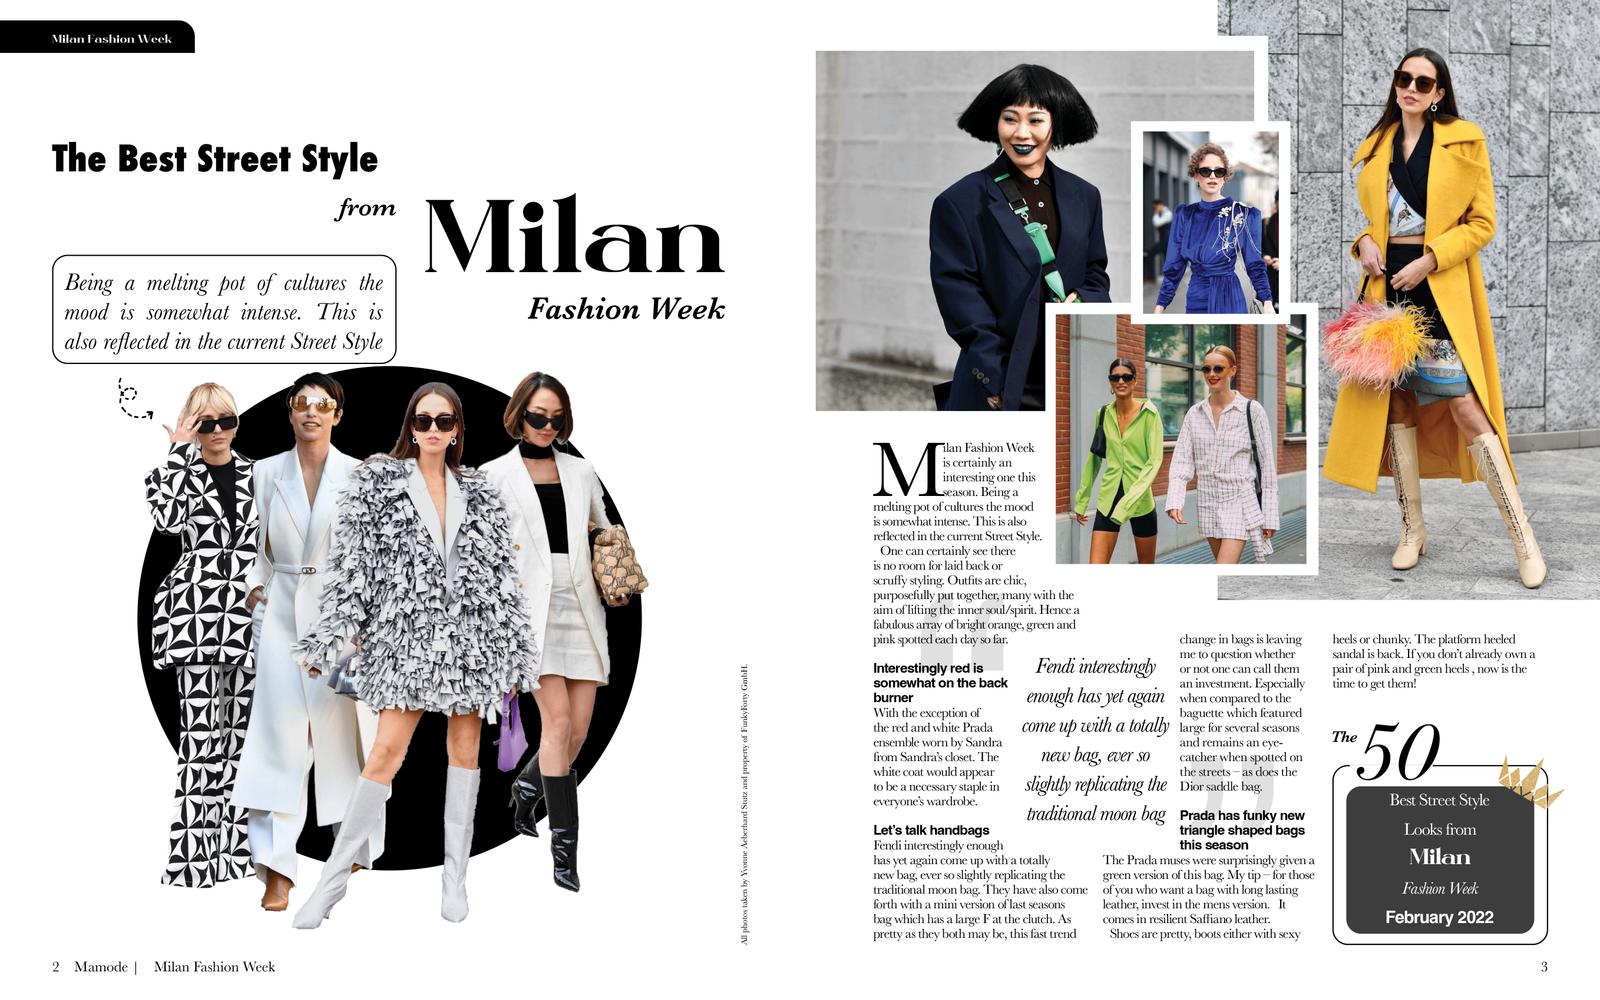 Milan Fashion Week
The Best Street Style
from
Milan
Fashion Week
Being a melting pot of cultures the
mood is somewhat intense. This is
also reflected in the current Street Style
All photos taken by Yvonne Aeberhard Stutz and property of FunkyForty GmbH.
2 Mamode | Milan Fashion Week
Milan Fashion Week
is certainly an
interesting one this
season. Being a
melting pot of cultures the mood
is somewhat intense. This is also
reflected in the current Street Style.
One can certainly see there
is no room for laid back or
scruffy styling. Outfits are chic,
purposefully put together, many with the
aim of lifting the inner soul/spirit. Hence a
fabulous array of bright orange, green and
pink spotted each day so far.
Interestingly red is
somewhat on the back
burner
With the exception of
the red and white Prada
ensemble worn by Sandra
from Sandra's closet. The
white coat would appear
to be a necessary staple in
everyone's wardrobe.
Let's talk handbags
Fendi interestingly enough
has yet again come up with a totally
new bag, ever so slightly replicating the
traditional moon bag. They have also come
forth with a mini version of last seasons
bag which has a large F at the clutch. As
pretty as they both may be, this fast trend
"
Fendi interestingly
enough has yet again
come up with a totally
new bag, ever so
slightly replicating the
traditional moon bag
"
change in bags is leaving
me to question whether
or not one can call them
an investment. Especially
when compared to the
baguette which featured
large for several seasons
and remains an eye-
catcher when spotted on
the streets – as does the
Dior saddle bag.
Prada has funky new
triangle shaped bags
this season
The Prada muses were surprisingly given a
green version of this bag. My tip – for those
of you who want a bag with long lasting
leather, invest in the mens version. It
comes in resilient Saffiano leather.
Shoes are pretty, boots either with sexy
heels or chunky. The platform heeled
sandal is back. If you don't already own a
pair of pink and green heels , now is the
time to get them!
The 50
Best Street Style
Looks from
Milan
Fashion Week
February 2022
3